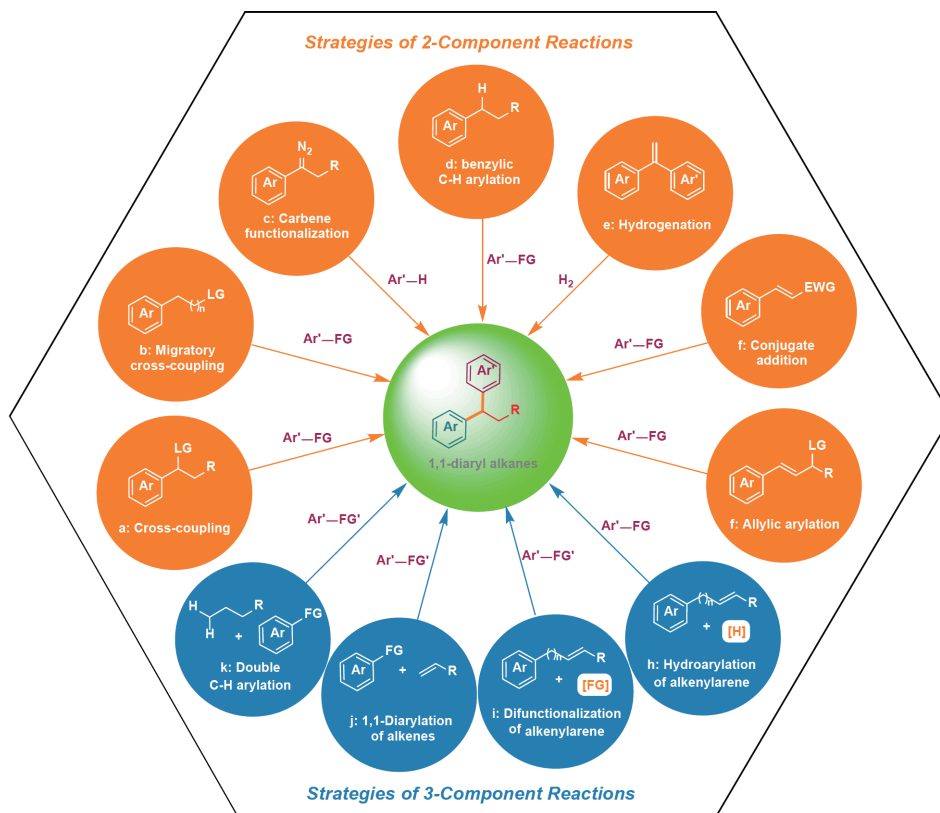 Strategies of 2-Component Reactions
H
R
Ar
d: benzylic
C-H arylation
N2
R
Ar
c: Carbene
functionalization
Ar
Ar'
e: Hydrogenation
LG
n
Ar
b: Migratory
cross-coupling
EWG
Ar
f: Conjugate
addition
Ar'—H
Ar'—FG
H2
Ar'—FG
Ar'—FG
Ar'
Ar
R
1,1-diaryl alkanes
LG
R
Ar
a: Cross-coupling
Ar'—FG
Ar'—FG
LG
Ar
R
f: Allylic arylation
Ar'—FG'
Ar'—FG'
Ar'—FG'
Ar'—FG
R
H
H
+
FG
Ar
k: Double
C-H arylation
FG
Ar
+
R
j: 1,1-Diarylation
of alkenes
n
Ar
R
+
[FG]
i: Difunctionalization
of alkenylarene
n
Ar
R
+
[H]
h: Hydroarylation
of alkenylarene
Strategies of 3-Component Reactions